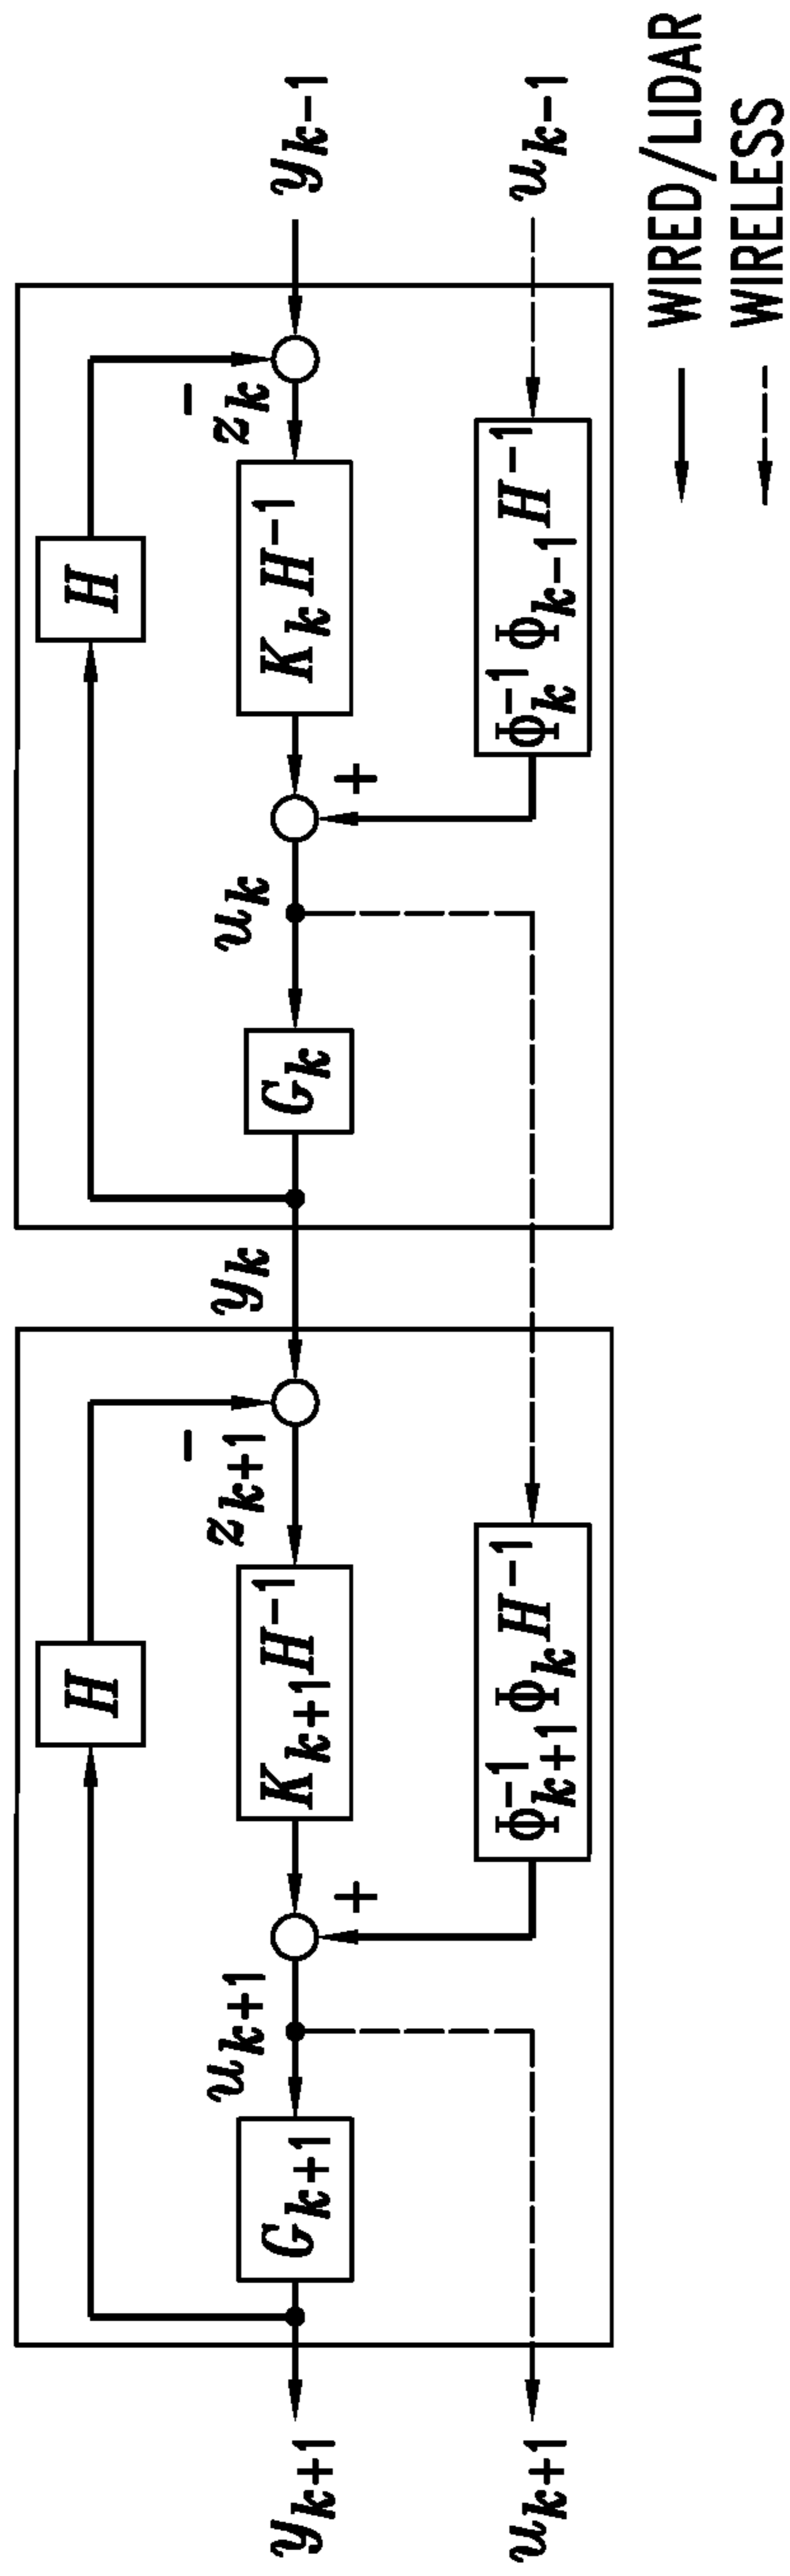 y_{k-1}
u_{k-1}
WIRED/LIDAR
WIRELESS
H
−
z_k
K_k H^{-1}
Φ_k^{-1} Φ_{k-1} H^{-1}
+
u_k
G_k
y_k
H
−
z_{k+1}
K_{k+1} H^{-1}
Φ_{k+1}^{-1} Φ_k H^{-1}
+
u_{k+1}
G_{k+1}
y_{k+1}
u_{k+1}